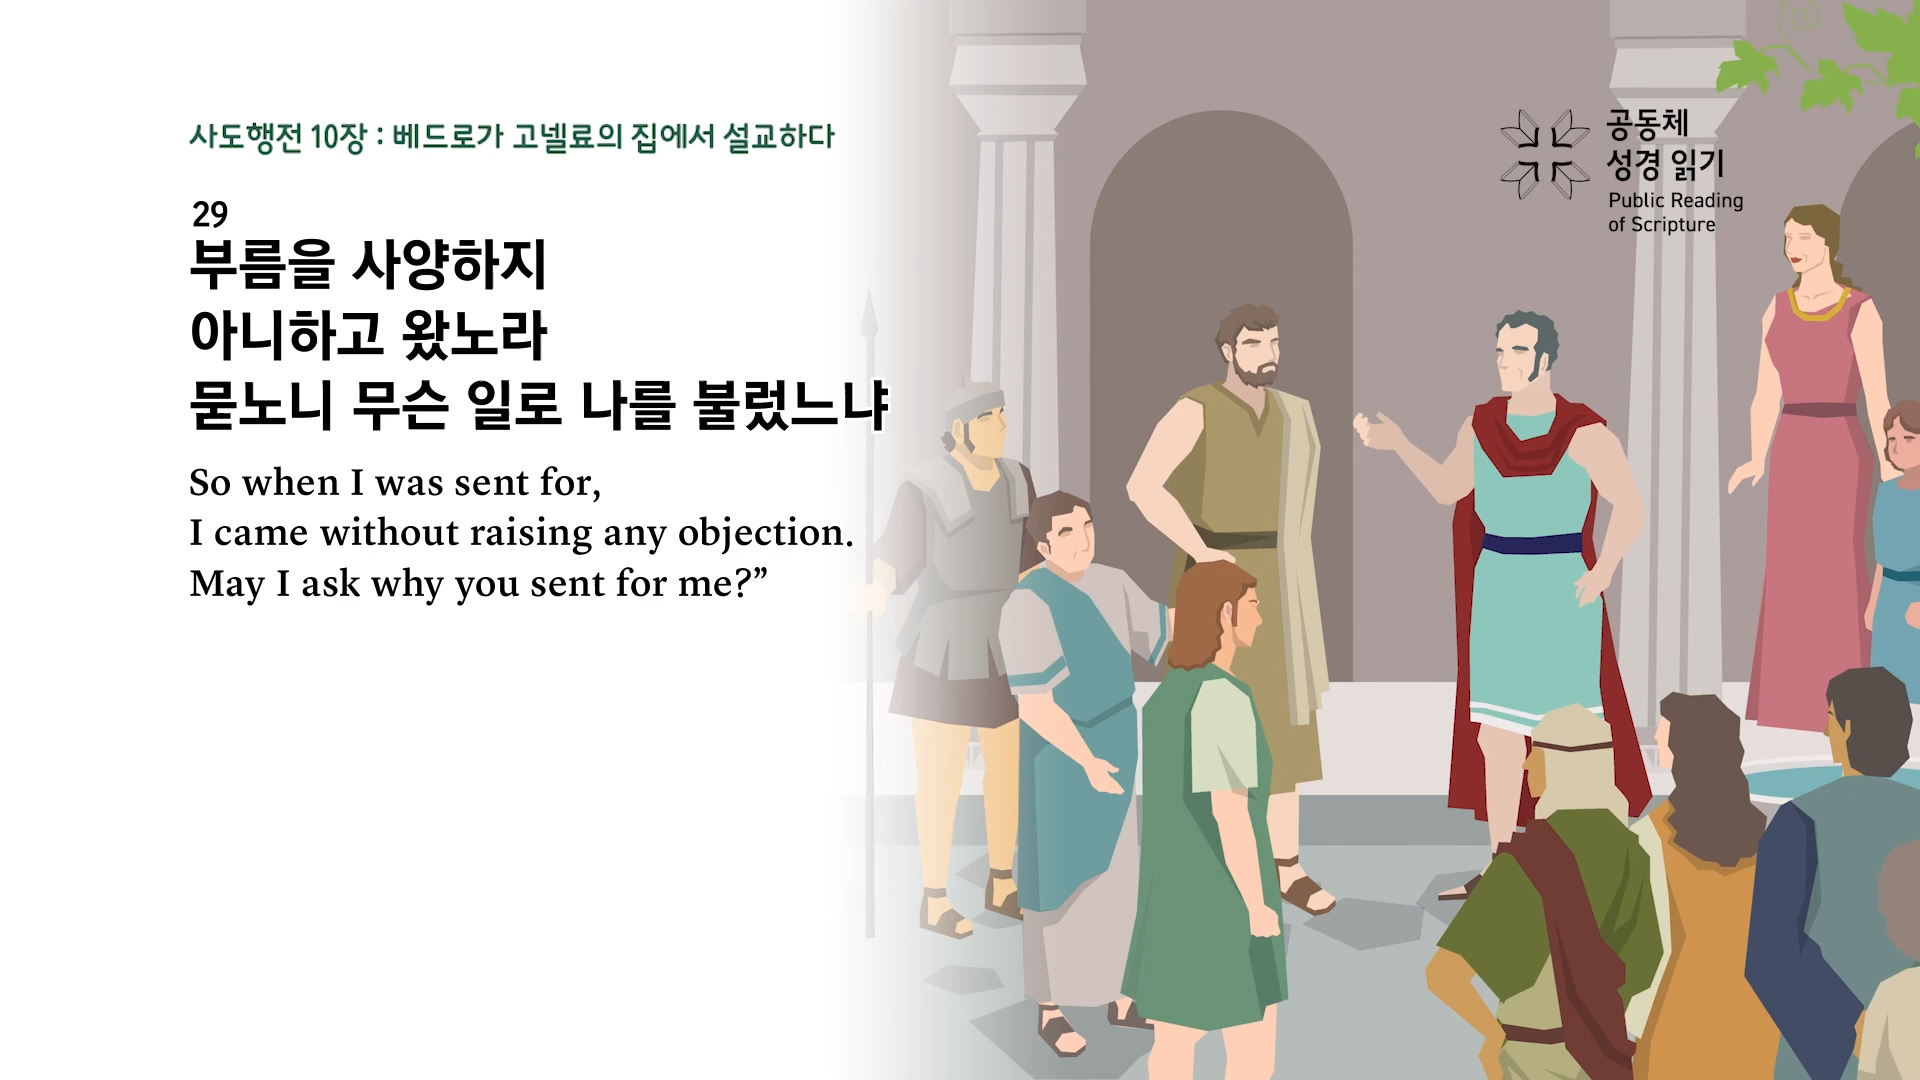 사도행전 10장 : 베드로가 고넬료의 집에서 설교하다
29
부름을 사양하지
아니하고 왔노라
묻노니 무슨 일로 나를 불렀느냐
So when I was sent for,
I came without raising any objection.
May I ask why you sent for me?”
공동체
성경 읽기
Public Reading
of Scripture